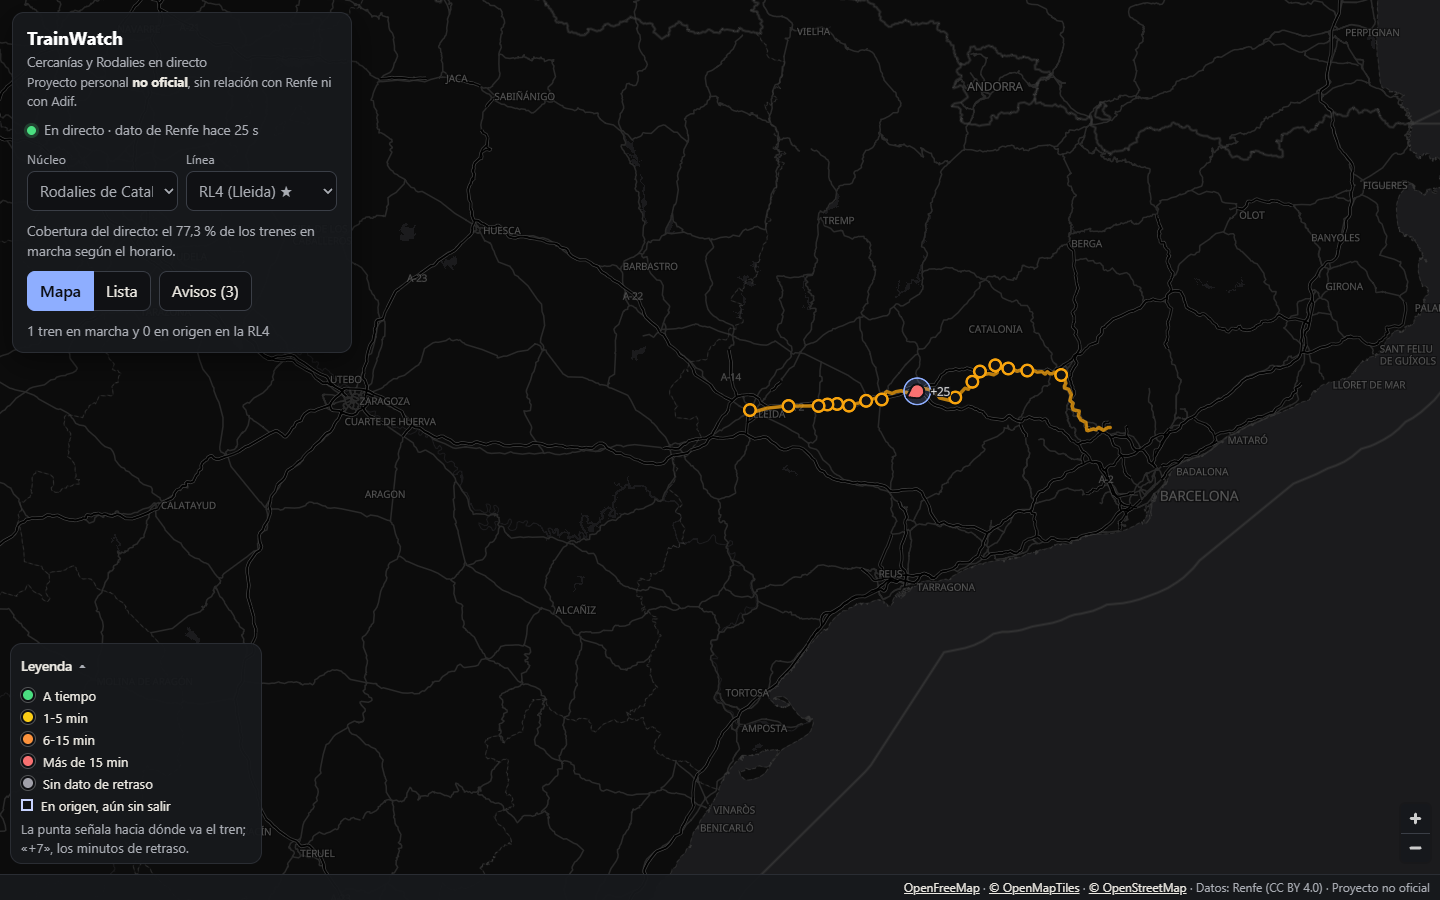 TrainWatch
Cercanías y Rodalies en directo
Proyecto personal no oficial, sin relación con Renfe ni
con Adif.
En directo · dato de Renfe hace 25 s
Núcleo
Línea
Rodalies de Catal
RL4 (Lleida) ★
Cobertura del directo: el 77,3 % de los trenes en
marcha según el horario.
Mapa
Lista
Avisos (3)
1 tren en marcha y 0 en origen en la RL4
VIELHA
PERPIGNAN
JACA
SABIÑÁNIGO
ANDORRA
FIGUERES
TREMP
OLOT
HUESCA
BANYOLES
BERGA
BARBASTRO
A-23
GIRONA
A-22
PALA
CATALONIA
SANT FELIU
DE GUÍXOLS
A-14
UTEBO
LLORET DE MAR
+25
ZARAGOZA
LLEIDA
CUARTE DE HUERVA
MATARÓ
BADALONA
A-2
ARAGON
BARCELONA
CALATAYUD
REUS
TARRAGONA
ALCAÑIZ
TORTOSA
AMPOSTA
VINARÒS
BENICARLÓ
ÍN
TERUEL
Leyenda
A tiempo
1-5 min
6-15 min
Más de 15 min
Sin dato de retraso
En origen, aún sin salir
La punta señala hacia dónde va el tren;
«+7», los minutos de retraso.
+
−
OpenFreeMap · © OpenMapTiles · © OpenStreetMap · Datos: Renfe (CC BY 4.0) · Proyecto no oficial